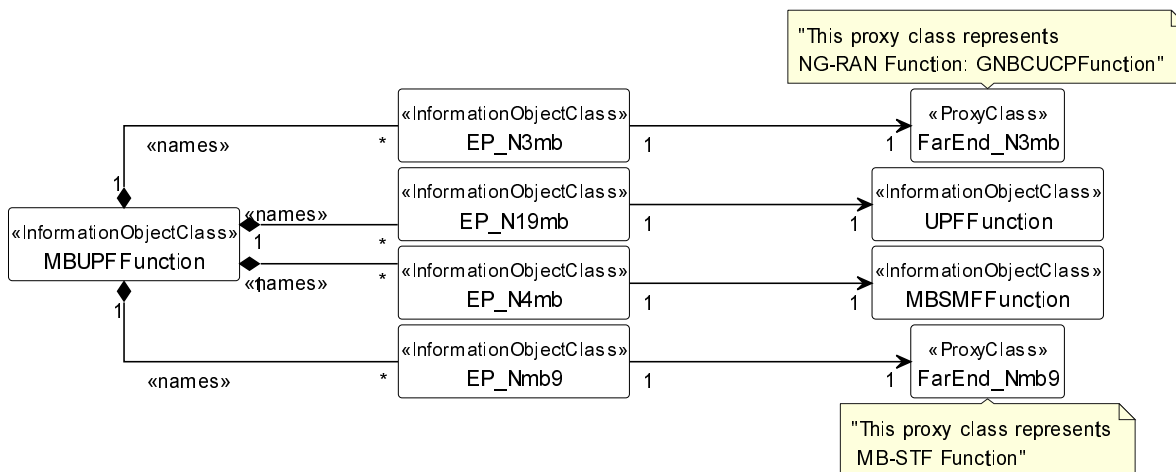 "This proxy class represents
NG-RAN Function: GNBCUCPFunction"
«InformationObjectClass»
EP_N3mb
«ProxyClass»
FarEnd_N3mb
«names»
*
1
1
1
«InformationObjectClass»
EP_N19mb
«InformationObjectClass»
UPFFunction
«names»
1
*
1
1
«InformationObjectClass»
MBUPFFunction
«InformationObjectClass»
EP_N4mb
«InformationObjectClass»
MBSMFFunction
*
«names»
1
1
1
1
«InformationObjectClass»
EP_Nmb9
«ProxyClass»
FarEnd_Nmb9
«names»
*
1
1
"This proxy class represents
MB-STF Function"